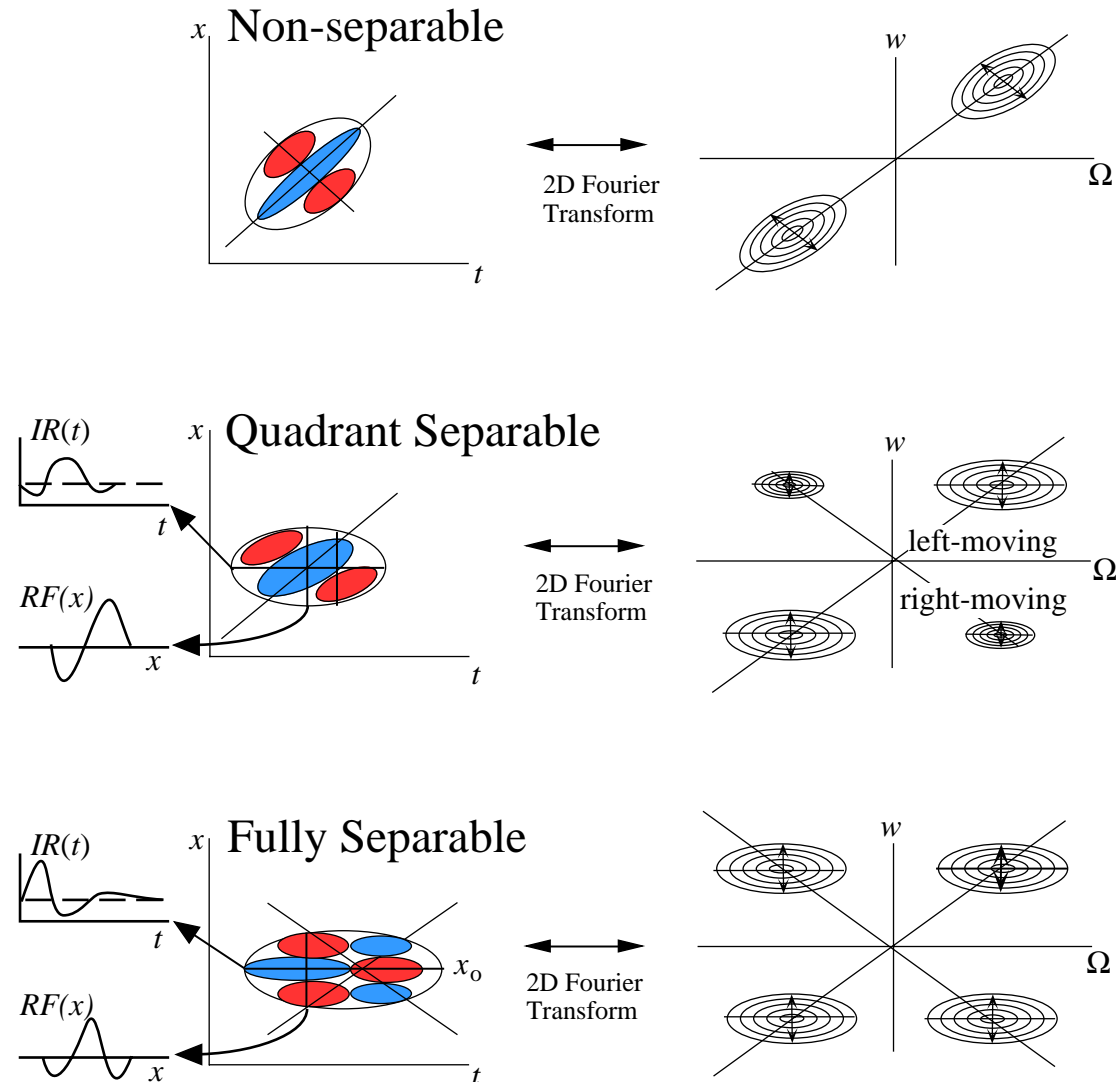 x
Non-separable
w
2D Fourier
Transform
Ω
t
IR(t)
x
Quadrant Separable
w
t
left-moving
Ω
2D Fourier
Transform
RF(x)
right-moving
x
t
IR(t)
x
Fully Separable
w
t
xo
Ω
2D Fourier
Transform
RF(x)
x
t